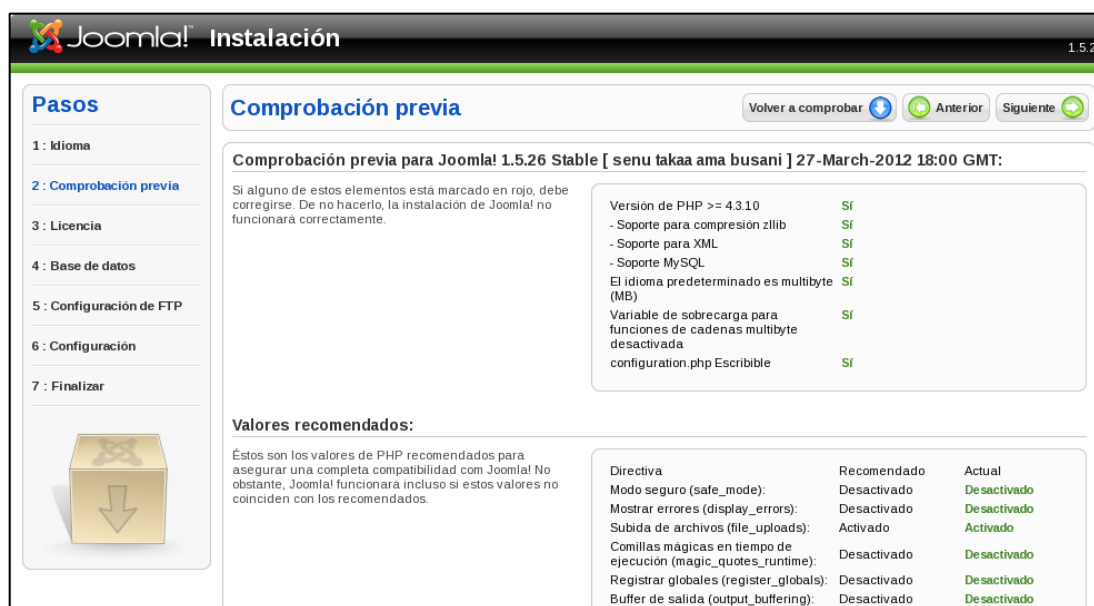 Joomla!™ Instalación
1.5.2
Pasos
1 : Idioma
2 : Comprobación previa
3 : Licencia
4 : Base de datos
5 : Configuración de FTP
6 : Configuración
7 : Finalizar
Comprobación previa
Volver a comprobar
Anterior
Siguiente
Comprobación previa para Joomla! 1.5.26 Stable [ senu takaa ama busani ] 27-March-2012 18:00 GMT:
Si alguno de estos elementos está marcado en rojo, debe
corregirse. De no hacerlo, la instalación de Joomla! no
funcionará correctamente.
Versión de PHP >= 4.3.10 Sí
- Soporte para compresión zllib Sí
- Soporte para XML Sí
- Soporte MySQL Sí
El idioma predeterminado es multibyte Sí
(MB)
Variable de sobrecarga para Sí
funciones de cadenas multibyte
desactivada
configuration.php Escribible Sí
Valores recomendados:
Éstos son los valores de PHP recomendados para
asegurar una completa compatibilidad com Joomla! No
obstante, Joomla! funcionará incluso si estos valores no
coinciden con los recomendados.
Directiva Recomendado Actual
Modo seguro (safe_mode): Desactivado Desactivado
Mostrar errores (display_errors): Desactivado Desactivado
Subida de archivos (file_uploads): Activado Activado
Comillas mágicas en tiempo de
ejecución (magic_quotes_runtime): Desactivado Desactivado
Registrar globales (register_globals): Desactivado Desactivado
Buffer de salida (output_buffering): Desactivado Desactivado